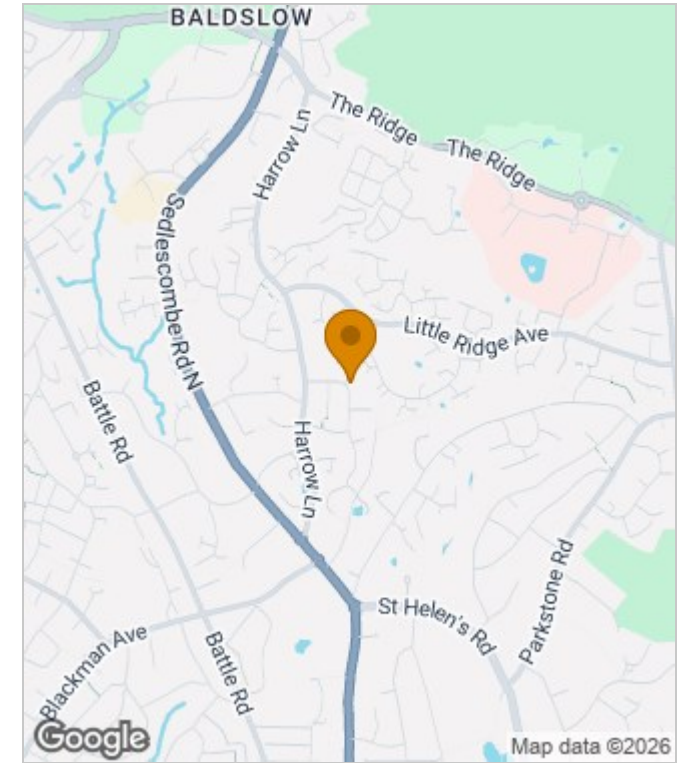 BALDSLOW
The Ridge
The Ridge
Harrow Ln
Sedlescombe Rd N
Little Ridge Ave
Battle Rd
Harrow Ln
Parkstone Rd
St Helen's Rd
Blackman Ave
Battle Rd
Google
Map data ©2026